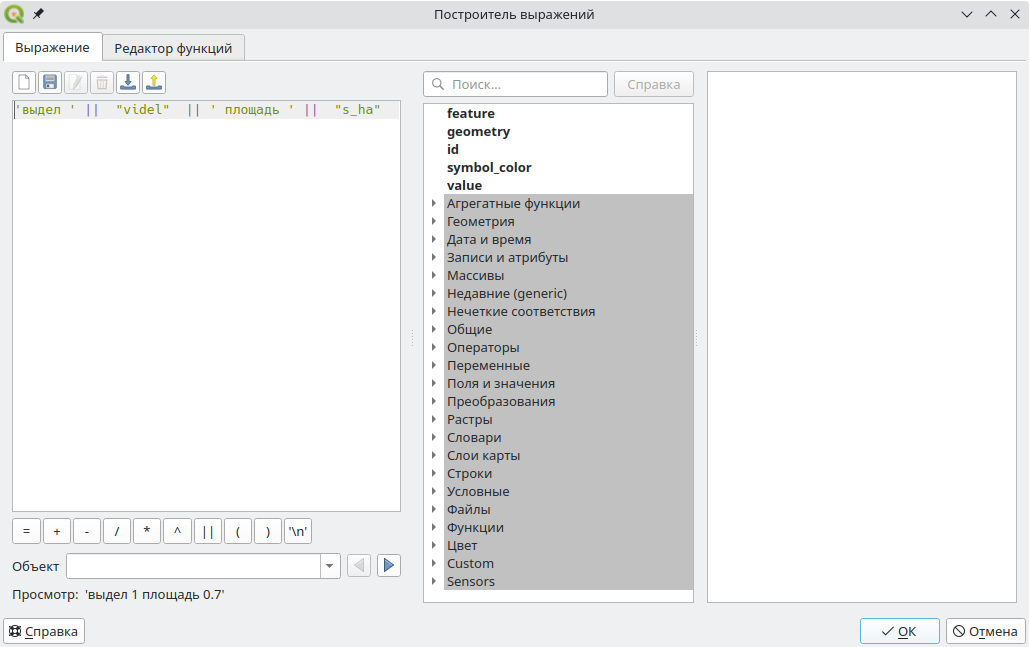 Построитель выражений
Выражение
Редактор функций
'выдел ' || "videl" || ' площадь ' || "s_ha"
= + - / * ^ || ( ) '\n'
Объект
Просмотр: 'выдел 1 площадь 0.7'
Поиск...
Справка
feature
geometry
id
symbol_color
value
Агрегатные функции
Геометрия
Дата и время
Записи и атрибуты
Массивы
Недавние (generic)
Нечеткие соответствия
Общие
Операторы
Переменные
Поля и значения
Преобразования
Растры
Словари
Слои карты
Строки
Условные
Файлы
Функции
Цвет
Custom
Sensors
Справка
OK
Отмена